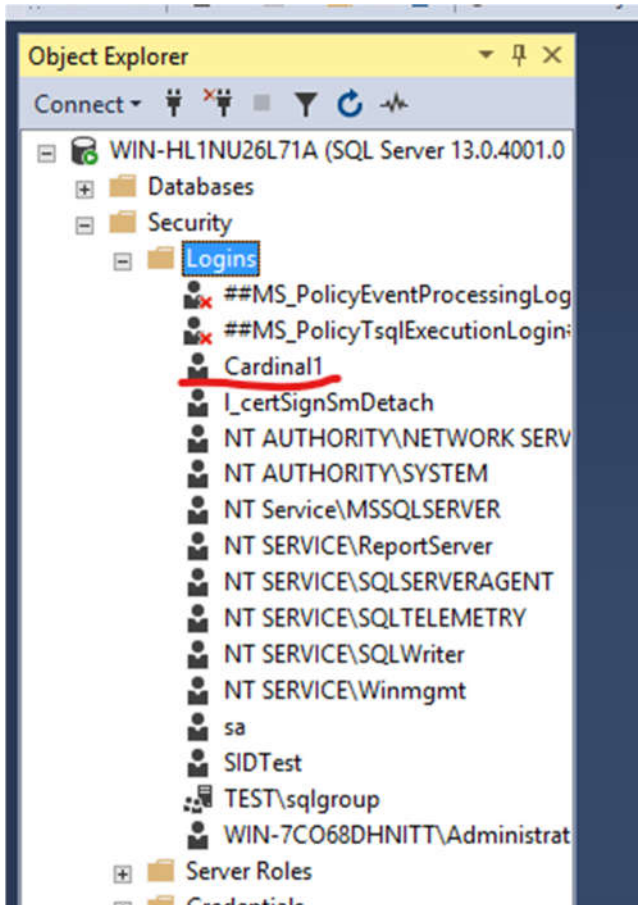 Object Explorer
Connect
WIN-HL1NU26L71A (SQL Server 13.0.4001.0
Databases
Security
Logins
##MS_PolicyEventProcessingLog
##MS_PolicyTsqlExecutionLogin#
Cardinal1
l_certSignSmDetach
NT AUTHORITY\NETWORK SERV
NT AUTHORITY\SYSTEM
NT Service\MSSQLSERVER
NT SERVICE\ReportServer
NT SERVICE\SQLSERVERAGENT
NT SERVICE\SQLTELEMETRY
NT SERVICE\SQLWriter
NT SERVICE\Winmgmt
sa
SIDTest
TEST\sqlgroup
WIN-7CO68DHNITT\Administrat
Server Roles
Credentials